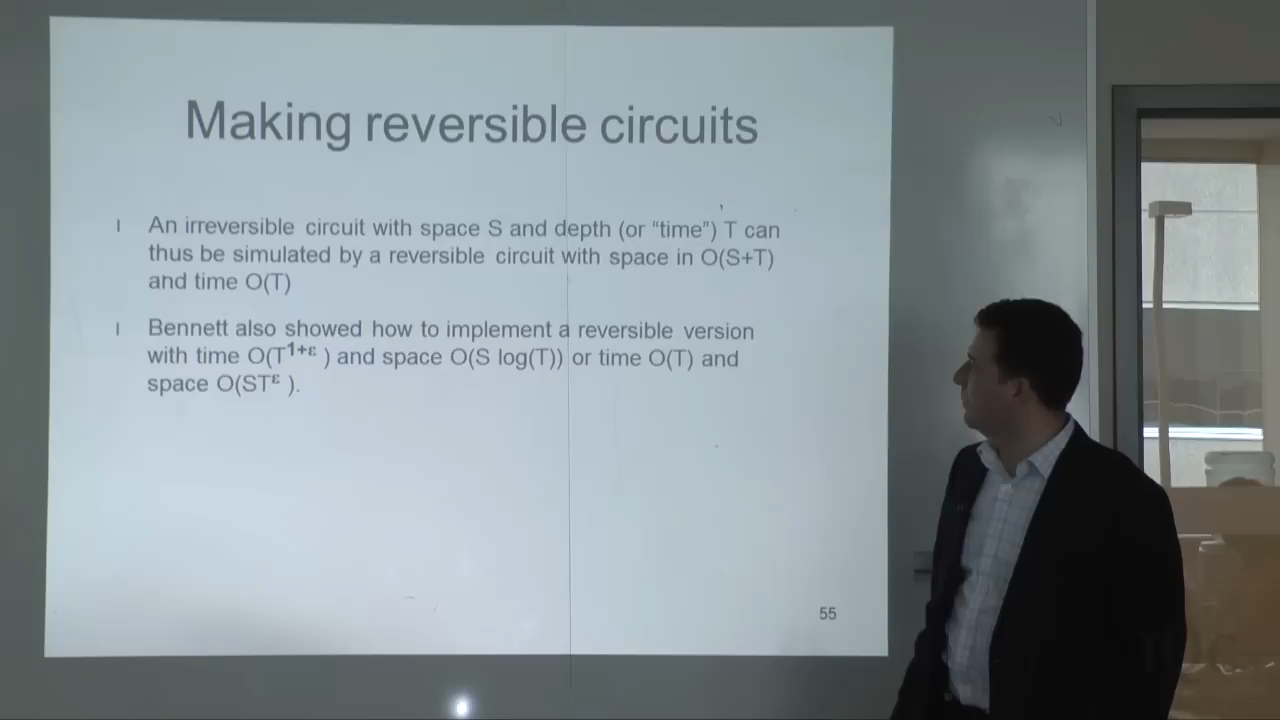 Making reversible circuits
l An irreversible circuit with space S and depth (or “time”) T can
thus be simulated by a reversible circuit with space in O(S+T)
and time O(T)
l Bennett also showed how to implement a reversible version
with time O(T¹⁺ᵋ ) and space O(S log(T)) or time O(T) and
space O(STᵋ ).
55